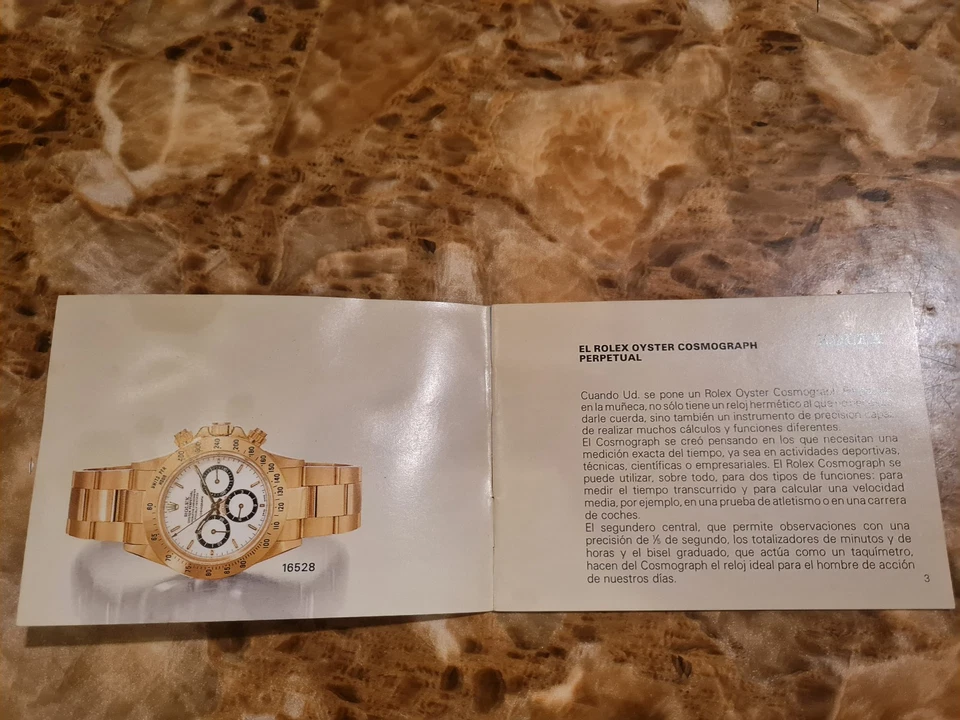 16528
EL ROLEX OYSTER COSMOGRAPH
PERPETUAL
Cuando Ud. se pone un Rolex Oyster Cosmograph
en la muñeca, no sólo tiene un reloj hermético al que
darle cuerda, sino también un instrumento de precisión
de realizar muchos cálculos y funciones diferentes.
El Cosmograph se creó pensando en los que necesitan una
medición exacta del tiempo, ya sea en actividades deportivas,
técnicas, científicas o empresariales. El Rolex Cosmograph se
puede utilizar, sobre todo, para dos tipos de funciones: para
medir el tiempo transcurrido y para calcular una velocidad
media, por ejemplo, en una prueba de atletismo o en una carrera
de coches.
El segundero central, que permite observaciones con una
precisión de ⅕ de segundo, los totalizadores de minutos y de
horas y el bisel graduado, que actúa como un taquímetro,
hacen del Cosmograph el reloj ideal para el hombre de acción
de nuestros días.
3